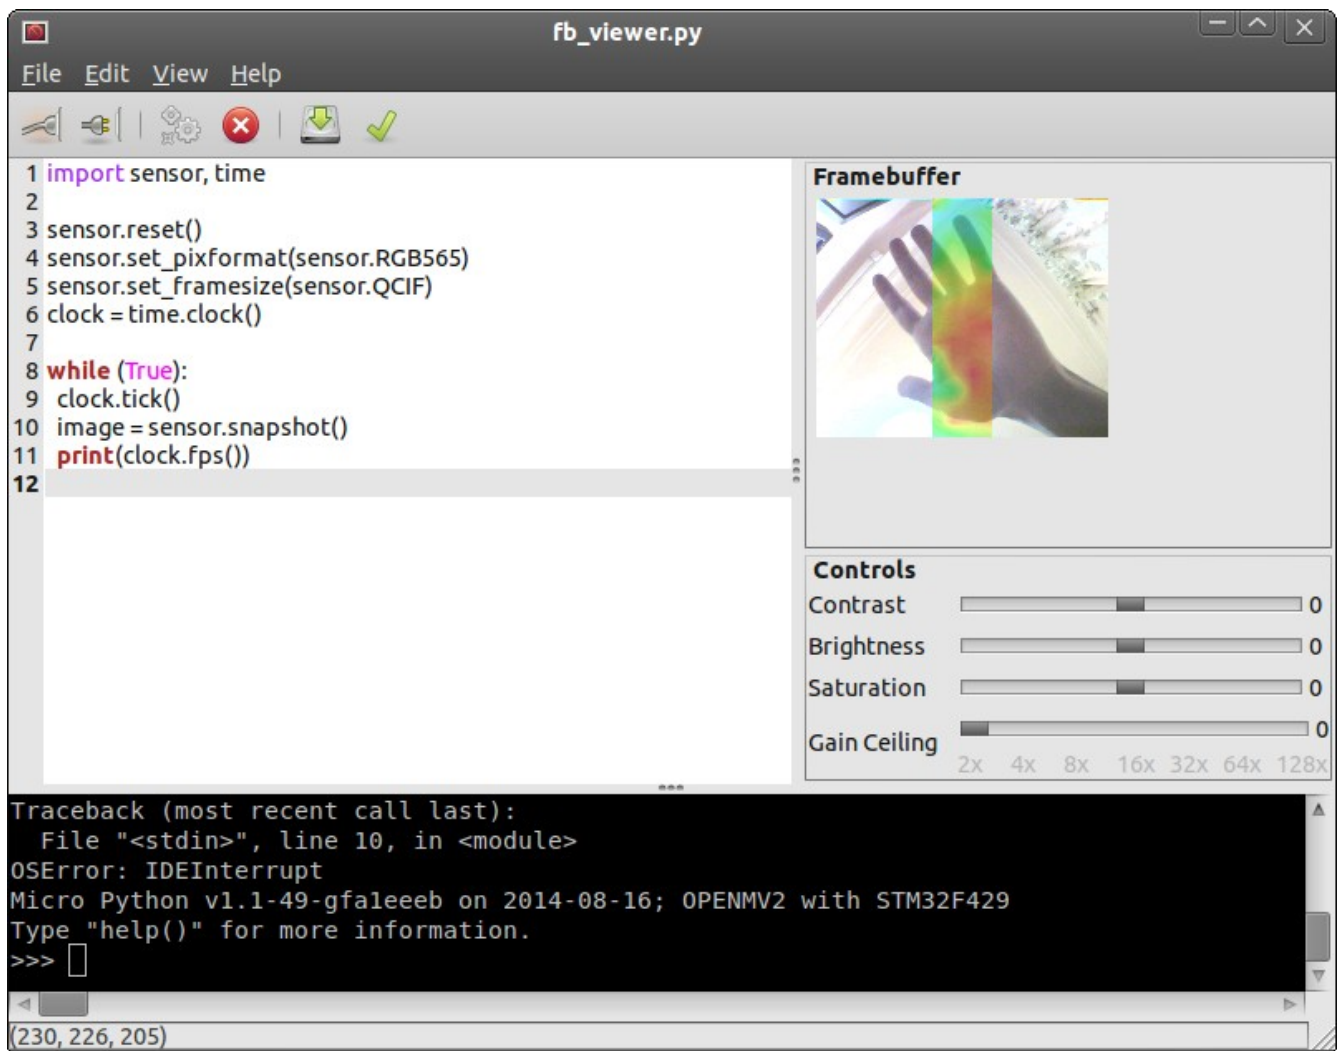 fb_viewer.py
File Edit View Help
1 import sensor, time
2
3 sensor.reset()
4 sensor.set_pixformat(sensor.RGB565)
5 sensor.set_framesize(sensor.QCIF)
6 clock = time.clock()
7
8 while (True):
9 clock.tick()
10 image = sensor.snapshot()
11 print(clock.fps())
12
Framebuffer
Controls
Contrast 0
Brightness 0
Saturation 0
Gain Ceiling 0
2x 4x 8x 16x 32x 64x 128x
Traceback (most recent call last):
File "<stdin>", line 10, in <module>
OSError: IDEInterrupt
Micro Python v1.1-49-gfa1eeeb on 2014-08-16; OPENMV2 with STM32F429
Type "help()" for more information.
>>>
(230, 226, 205)